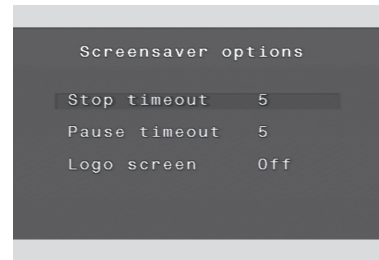 Screensaver options
Stop timeout 5
Pause timeout 5
Logo screen Off